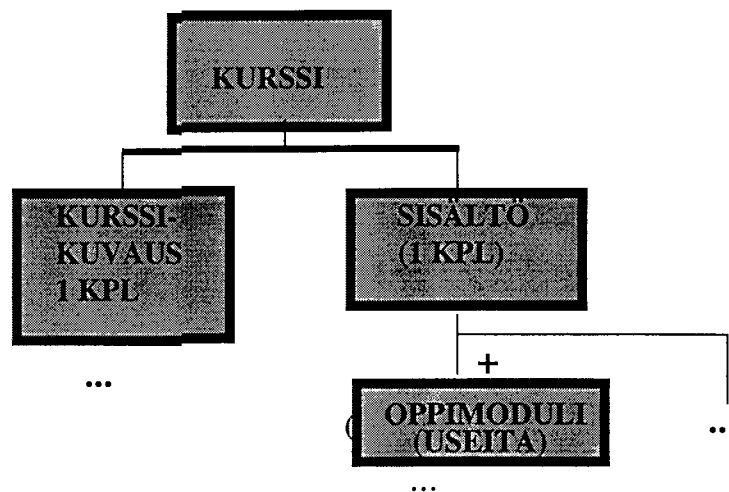 KURSSI
KURSSI-
KUVAUS
1 KPL
SISÄLTÖ
(1 KPL)
...
+
(
OPPIMODULI
(USEITA)
..
...